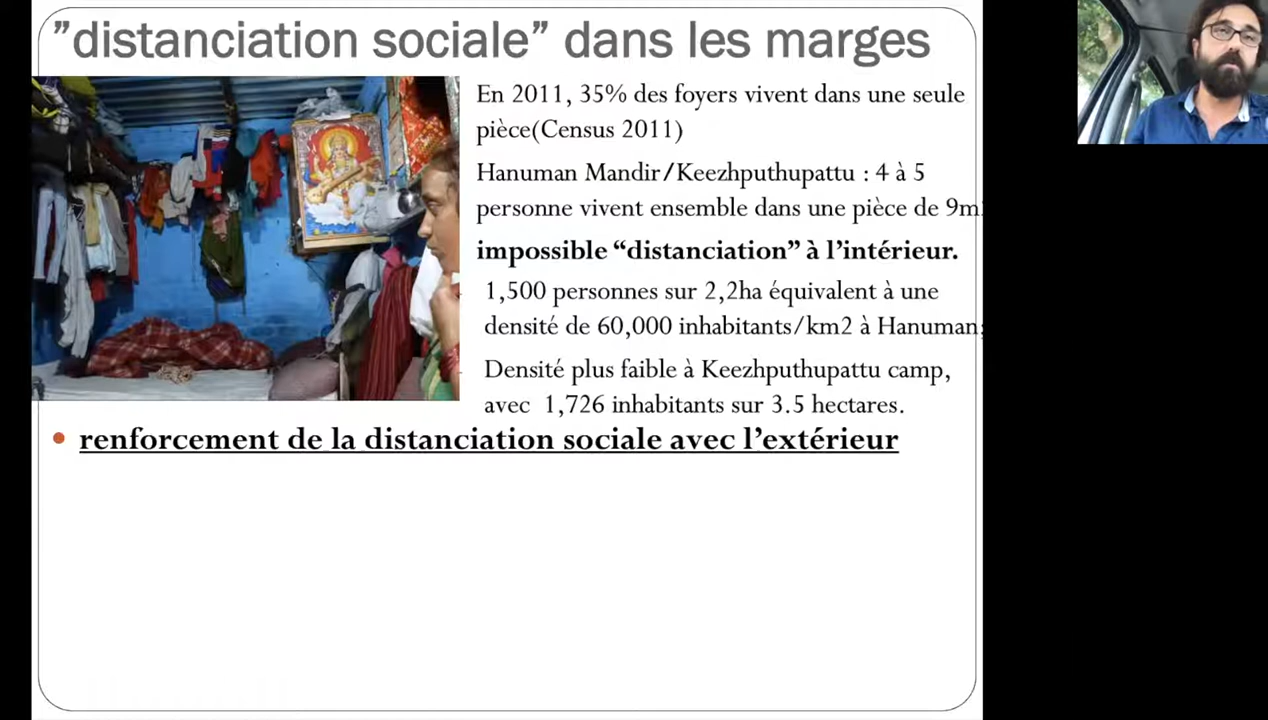 ”distanciation sociale” dans les marges
En 2011, 35% des foyers vivent dans une seule
pièce(Census 2011)
Hanuman Mandir/Keezhputhupattu : 4 à 5
personne vivent ensemble dans une pièce de 9m
impossible “distanciation” à l’intérieur.
1,500 personnes sur 2,2ha équivalent à une
densité de 60,000 inhabitants/km2 à Hanuman;
Densité plus faible à Keezhputhupattu camp,
avec 1,726 inhabitants sur 3.5 hectares.
• renforcement de la distanciation sociale avec l’extérieur